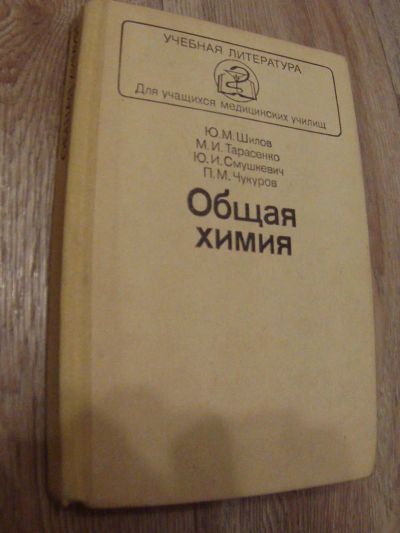 УЧЕБНАЯ ЛИТЕРАТУРА
Для учащихся медицинских училищ
Ю.М.Шилов
М.И.Тарасенко
Ю.И.Смушкевич
П.М.Чукуров
Общая
химия